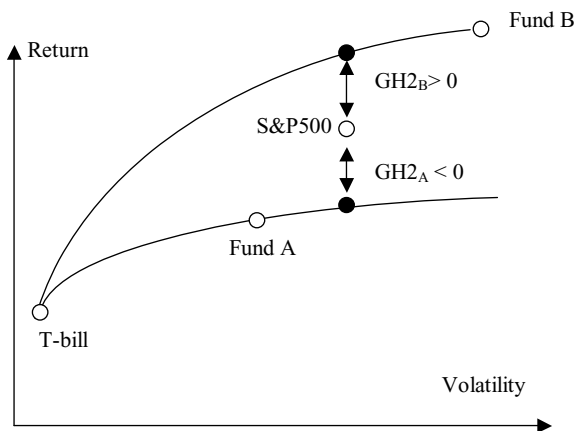 Fund B
Return
GH2B> 0
S&P500
GH2A < 0
Fund A
T-bill
Volatility